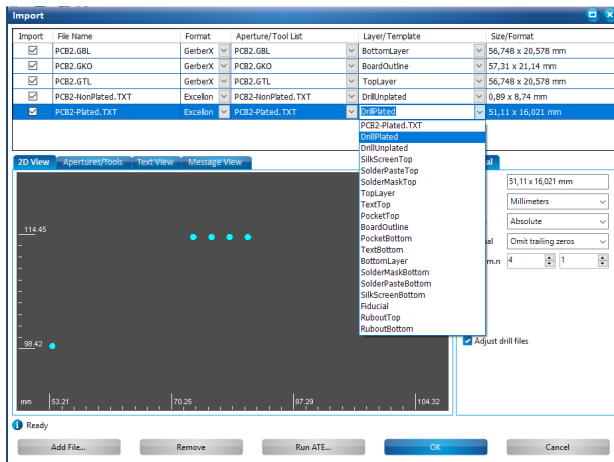 Import
Import File Name Format Aperture/Tool List Layer/Template Size/Format
PCB2.GBL GerberX PCB2.GBL BottomLayer 56,748 x 20,578 mm
PCB2.GKO GerberX PCB2.GKO BoardOutline 57,31 x 21,14 mm
PCB2.GTL GerberX PCB2.GTL TopLayer 56,748 x 20,578 mm
PCB2-NonPlated.TXT Excellon PCB2-NonPlated.TXT DrillUnplated 0,89 x 8,74 mm
PCB2-Plated.TXT Excellon PCB2-Plated.TXT DrillPlated 51,11 x 16,021 mm
PCB2-Plated.TXT
DrillPlated
DrillUnplated
SilkScreenTop
SolderPasteTop
SolderMaskTop
TopLayer
TextTop
PocketTop
BoardOutline
PocketBottom
TextBottom
BottomLayer
SolderMaskBottom
SolderPasteBottom
SilkScreenBottom
Fiducial
RuboutTop
RuboutBottom
2D View Apertures/Tools Text View Message View
114.45
98.42
mm 53.21 70.25 87.29 104.32
51,11 x 16,021 mm
Millimeters
Absolute
Omit trailing zeros
m.n 4 1
Adjust drill files
Ready
Add File... Remove Run ATE... OK Cancel